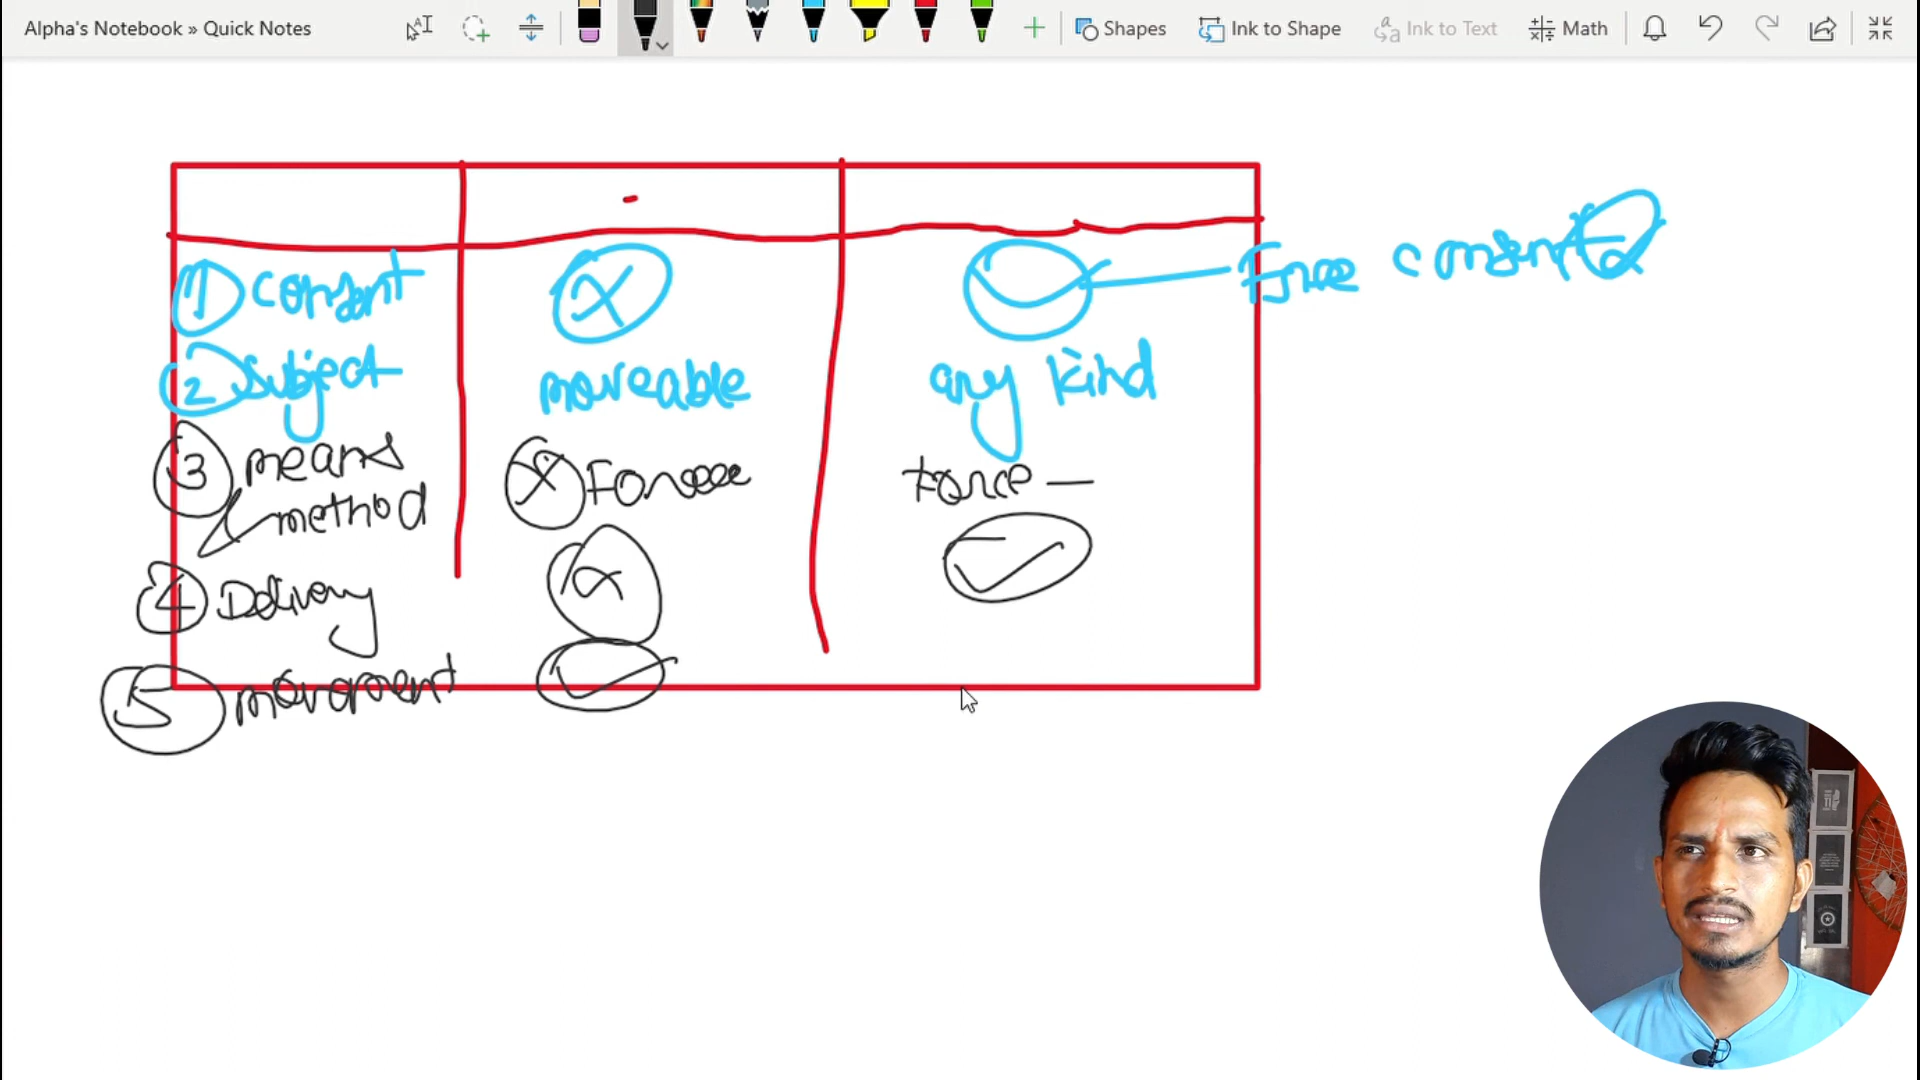 Alpha's Notebook » Quick Notes Shapes Ink to Shape Ink to Text Math
1 consent X Free consent
2 Subject moveable any kind
3 means X Force Force —
method
4 Delivery
5 movement